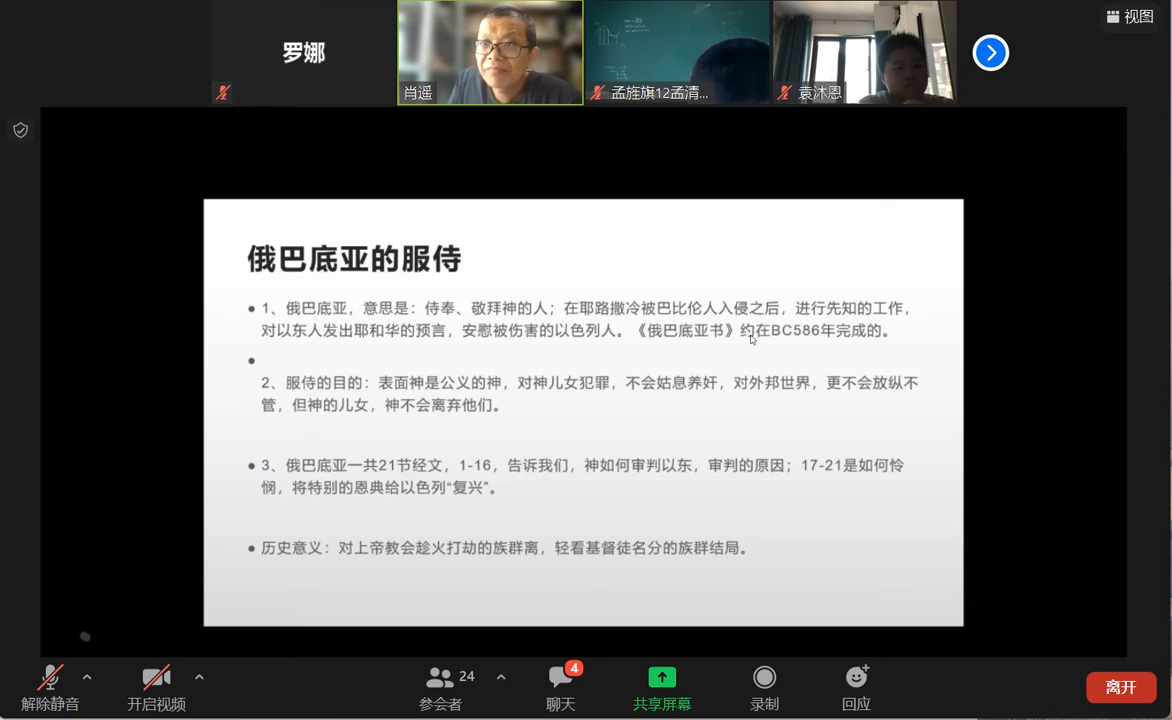 罗娜
肖遥
孟旌旗12孟清...
袁沐恩
视图
俄巴底亚的服侍
1、俄巴底亚，意思是：侍奉、敬拜神的人；在耶路撒冷被巴比伦人入侵之后，进行先知的工作，
对以东人发出耶和华的预言，安慰被伤害的以色列人。《俄巴底亚书》约在BC586年完成的。
2、服侍的目的：表面神是公义的神，对神儿女犯罪，不会姑息养奸，对外邦世界，更不会放纵不
管，但神的儿女，神不会离弃他们。
3、俄巴底亚一共21节经文，1-16，告诉我们，神如何审判以东，审判的原因；17-21是如何怜
悯，将特别的恩典给以色列“复兴”。
历史意义：对上帝教会趁火打劫的族群离，轻看基督徒名分的族群结局。
解除静音
开启视频
24
参会者
4
聊天
共享屏幕
录制
回应
离开